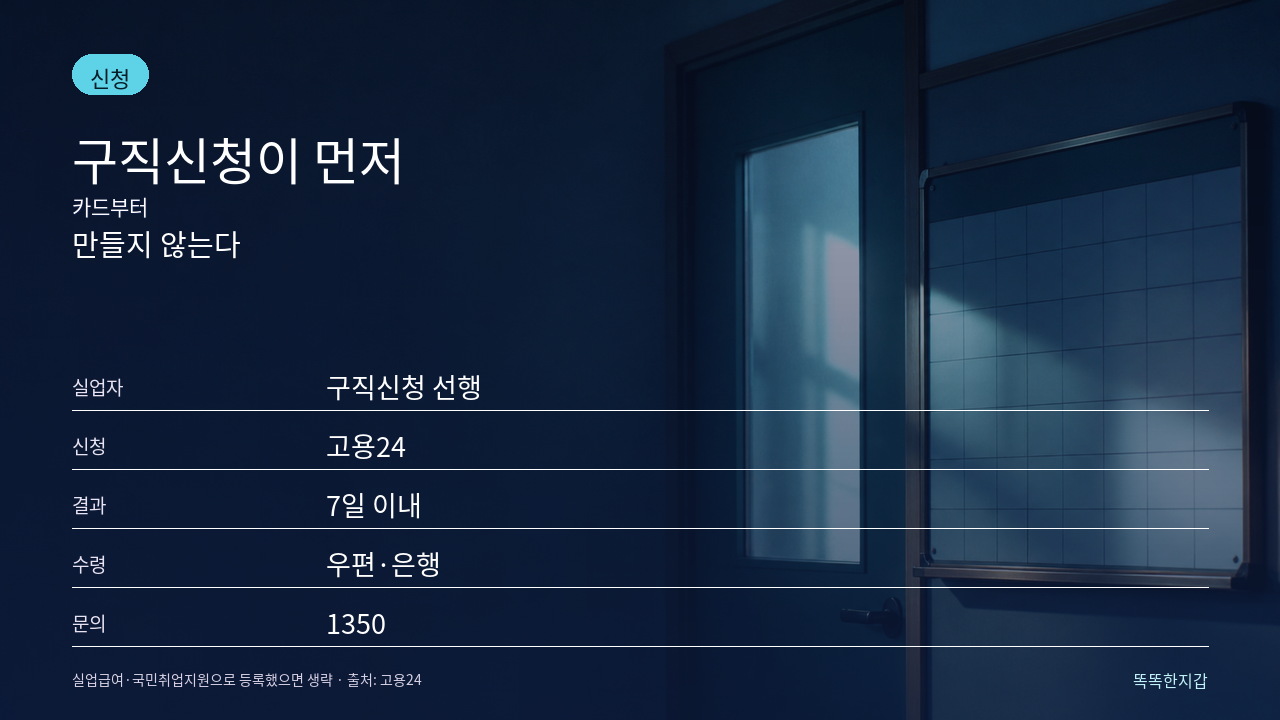 신청
구직신청이 먼저
카드부터
만들지 않는다
실업자 구직신청 선행
신청 고용24
결과 7일 이내
수령 우편·은행
문의 1350
실업급여·국민취업지원으로 등록했으면 생략 · 출처: 고용24
똑똑한지갑